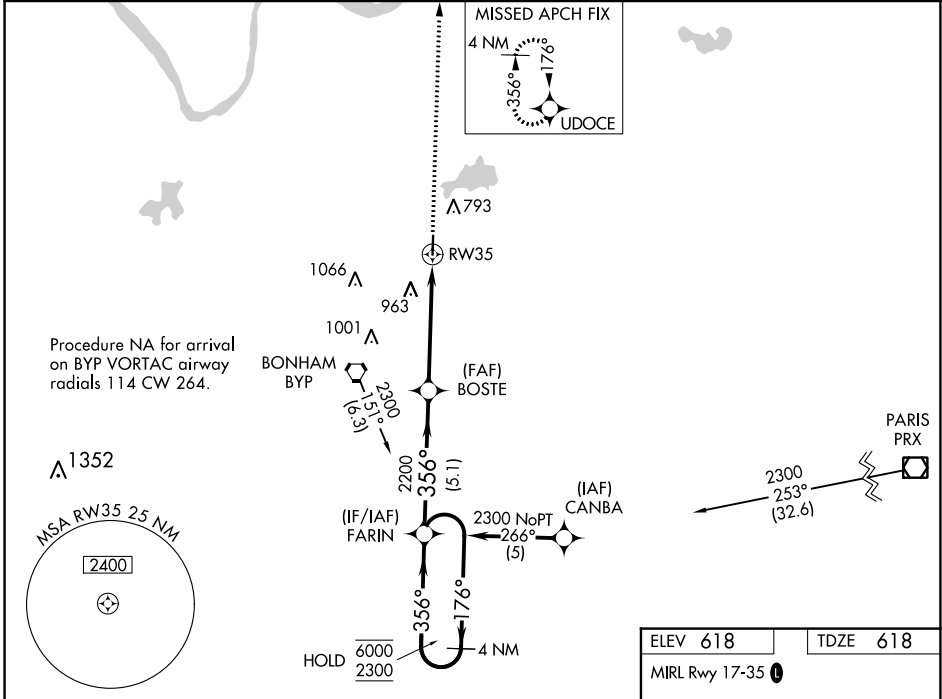 MISSED APCH FIX
4 NM
356°
176°
UDOCE
793
RW35
1066
963
1001
Procedure NA for arrival
on BYP VORTAC airway
radials 114 CW 264.
BONHAM
BYP
2300
151°
(6.3)
(FAF)
BOSTE
PARIS
PRX
1352
2200
356°
(5.1)
2300
253°
(32.6)
(IAF)
CANBA
MSA RW35 25 NM
2400
(IF/IAF)
FARIN
2300 NoPT
266°
(5)
356°
176°
HOLD
6000
2300
4 NM
ELEV 618
TDZE 618
MIRL Rwy 17-35 L